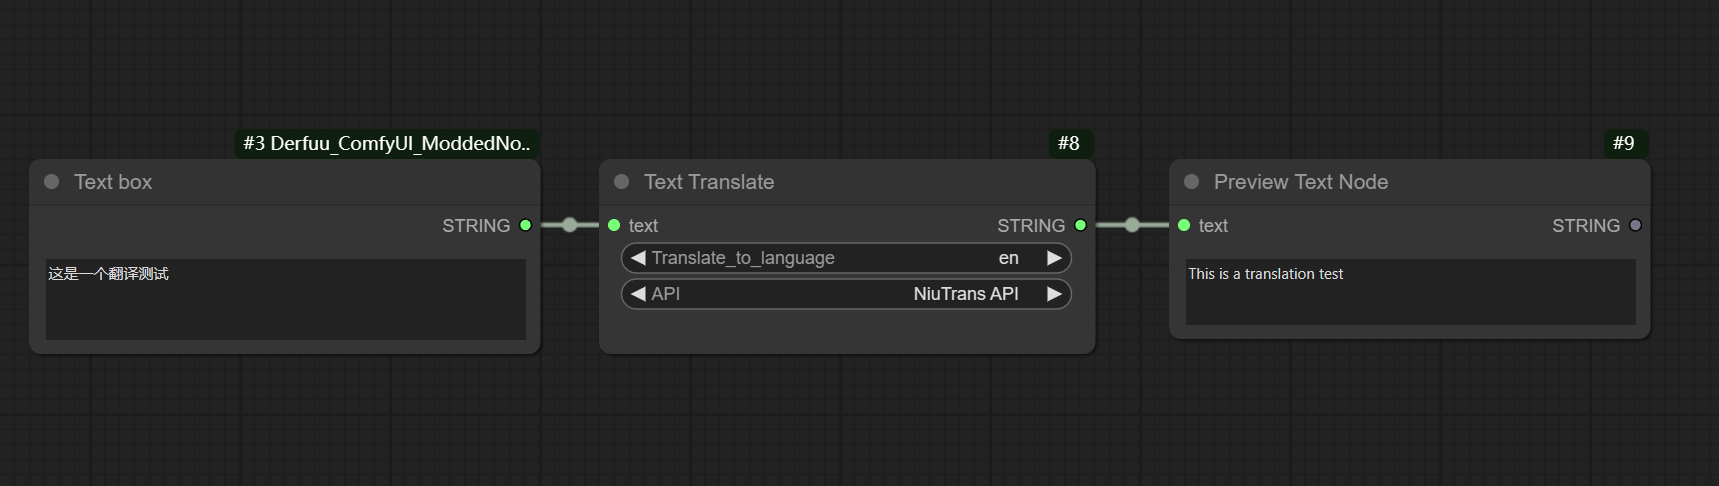 #3 Derfuu_ComfyUI_ModdedNo..
Text box
STRING
这是一个翻译测试
#8
Text Translate
text STRING
Translate_to_language en
API NiuTrans API
#9
Preview Text Node
text STRING
This is a translation test